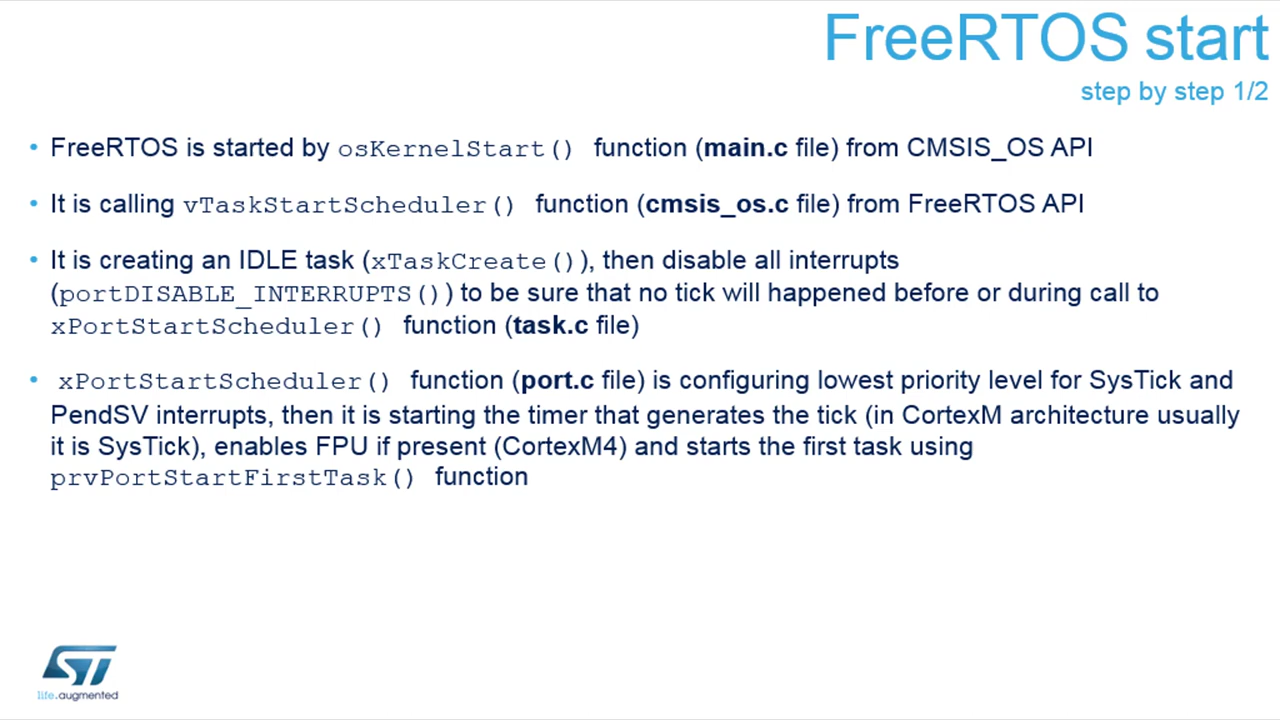 FreeRTOS start
step by step 1/2
• FreeRTOS is started by osKernelStart() function (main.c file) from CMSIS_OS API
• It is calling vTaskStartScheduler() function (cmsis_os.c file) from FreeRTOS API
• It is creating an IDLE task (xTaskCreate()), then disable all interrupts
(portDISABLE_INTERRUPTS()) to be sure that no tick will happened before or during call to
xPortStartScheduler() function (task.c file)
• xPortStartScheduler() function (port.c file) is configuring lowest priority level for SysTick and
PendSV interrupts, then it is starting the timer that generates the tick (in CortexM architecture usually
it is SysTick), enables FPU if present (CortexM4) and starts the first task using
prvPortStartFirstTask() function
ST
life.augmented